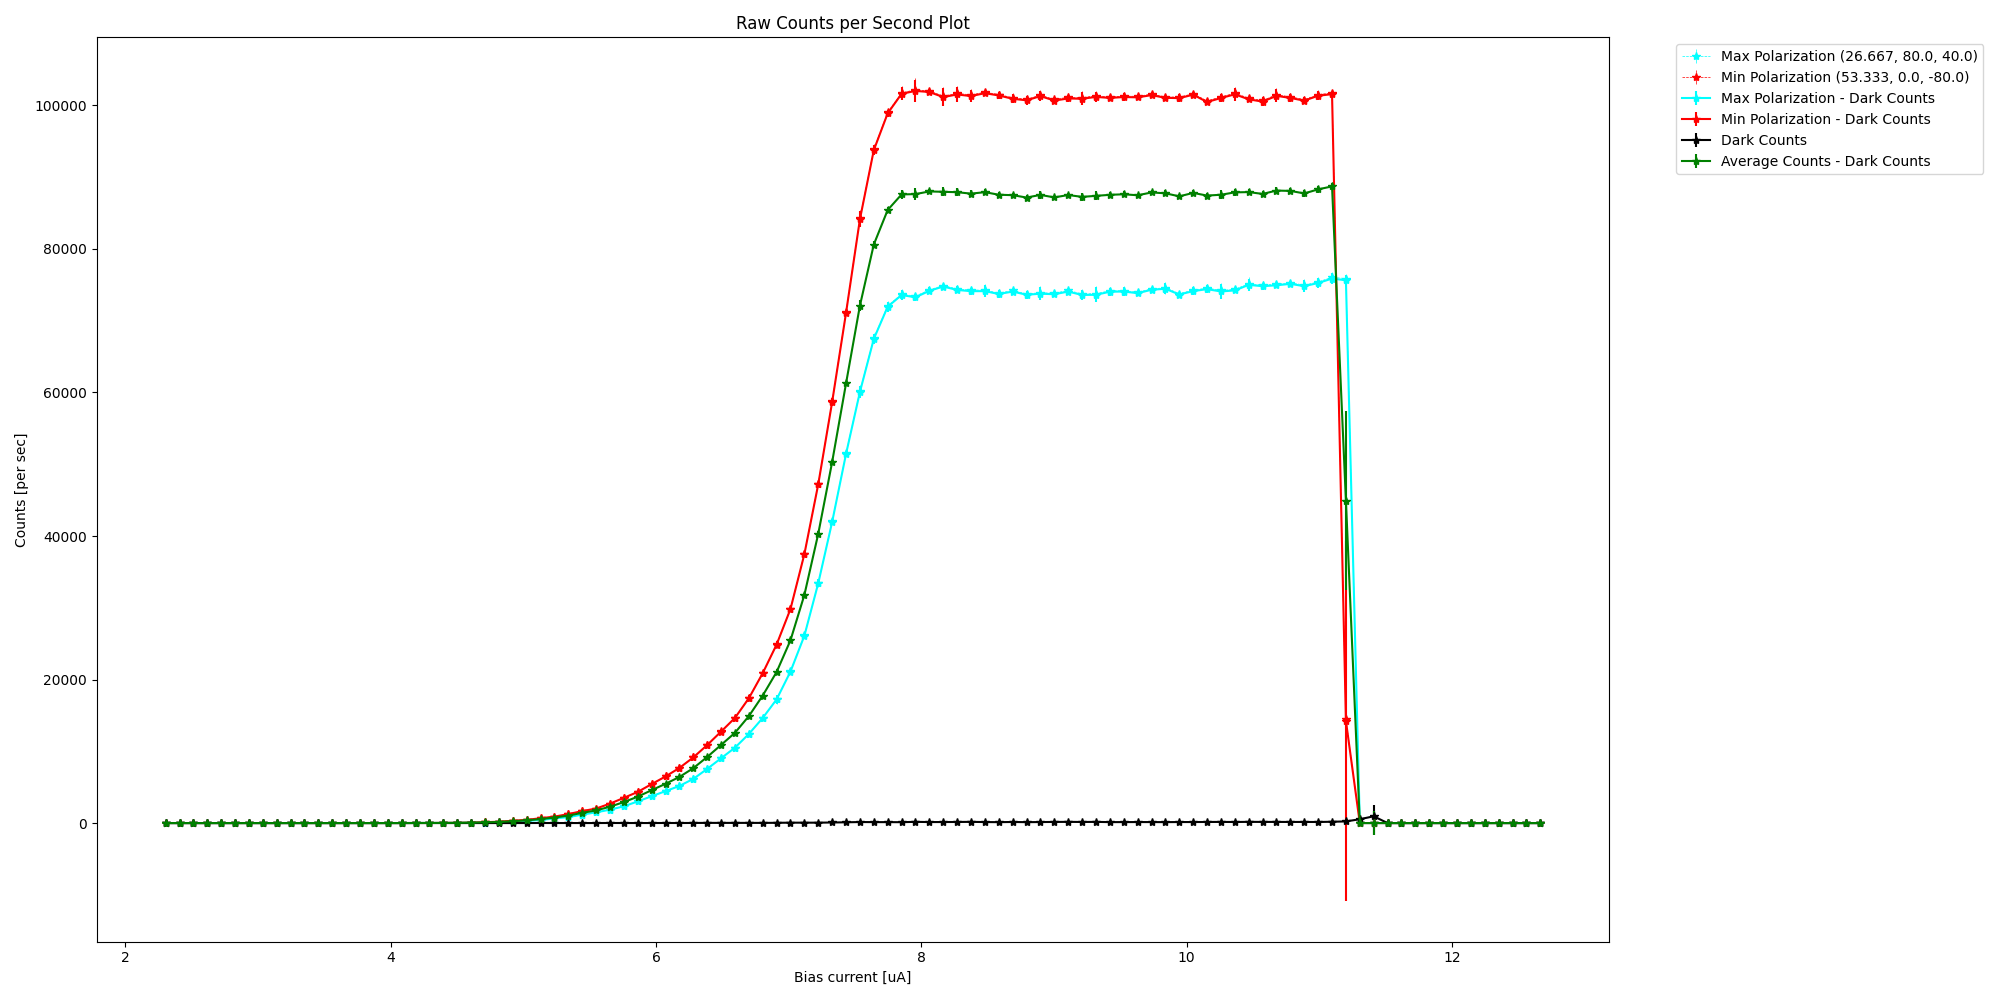 Raw Counts per Second Plot
Max Polarization (26.667, 80.0, 40.0)
Min Polarization (53.333, 0.0, -80.0)
Max Polarization - Dark Counts
Min Polarization - Dark Counts
Dark Counts
Average Counts - Dark Counts
Counts [per sec]
100000
80000
60000
40000
20000
0
2 4 6 8 10 12
Bias current [uA]